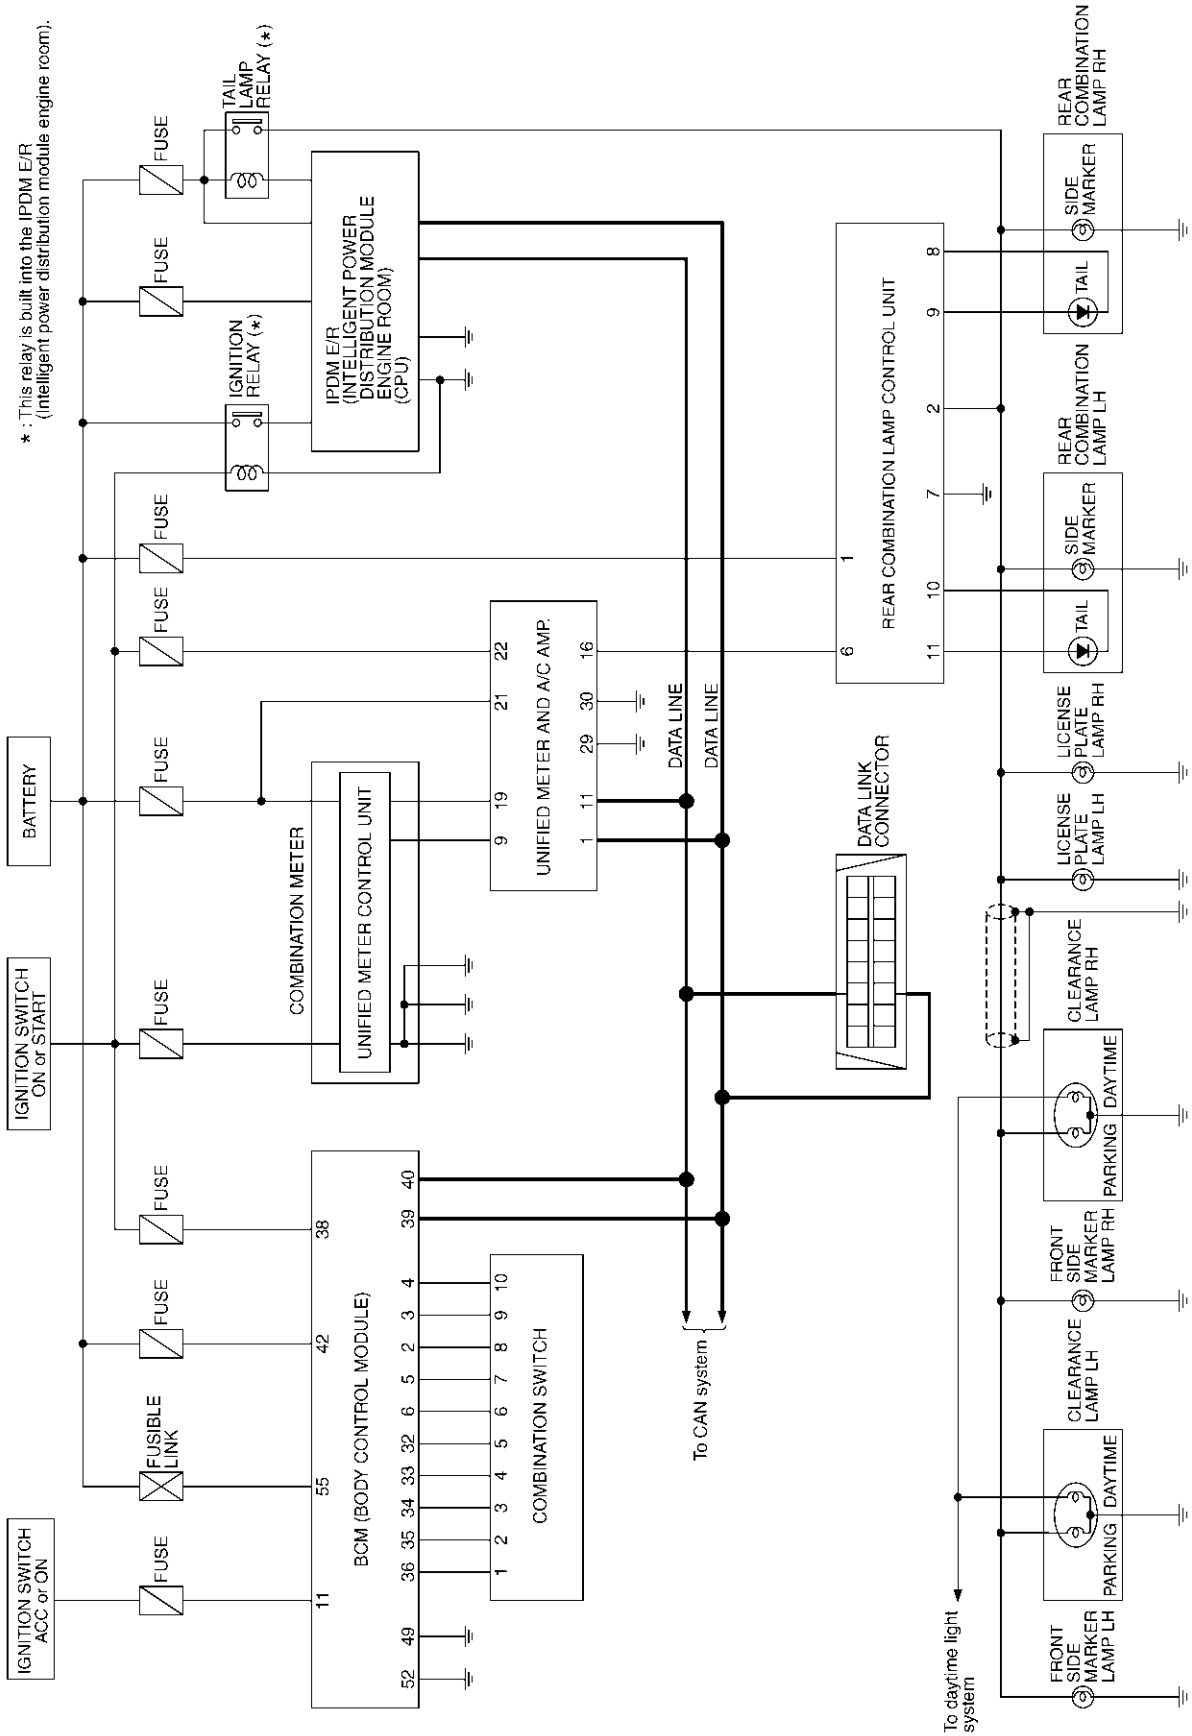 IGNITION SWITCH
ACC or ON
IGNITION SWITCH
ON or START
BATTERY
* : This relay is built into the IPDM E/R
(Intelligent power distribution module engine room).
FUSE
FUSIBLE
LINK
FUSE
FUSE
FUSE
FUSE
FUSE
FUSE
FUSE
FUSE
IGNITION
RELAY (*)
TAIL
LAMP
RELAY (*)
11
55
42
38
BCM (BODY CONTROL MODULE)
52
49
36
35
34
33
32
6
5
2
3
4
39
40
1
2
3
4
5
6
7
8
9
10
COMBINATION SWITCH
COMBINATION METER
UNIFIED METER CONTROL UNIT
9
19
21
22
UNIFIED METER AND A/C AMP.
1
11
29
30
16
IPDM E/R
(INTELLIGENT POWER
DISTRIBUTION MODULE
ENGINE ROOM)
(CPU)
To CAN system
DATA LINE
DATA LINE
DATA LINK
CONNECTOR
6
1
REAR COMBINATION LAMP CONTROL UNIT
11
10
7
2
9
8
To daytime light
system
FRONT
SIDE
MARKER
LAMP LH
CLEARANCE
LAMP LH
PARKING
DAYTIME
FRONT
SIDE
MARKER
LAMP RH
CLEARANCE
LAMP RH
PARKING
DAYTIME
LICENSE
PLATE
LAMP LH
LICENSE
PLATE
LAMP RH
REAR
COMBINATION
LAMP LH
TAIL
SIDE
MARKER
REAR
COMBINATION
LAMP RH
TAIL
SIDE
MARKER